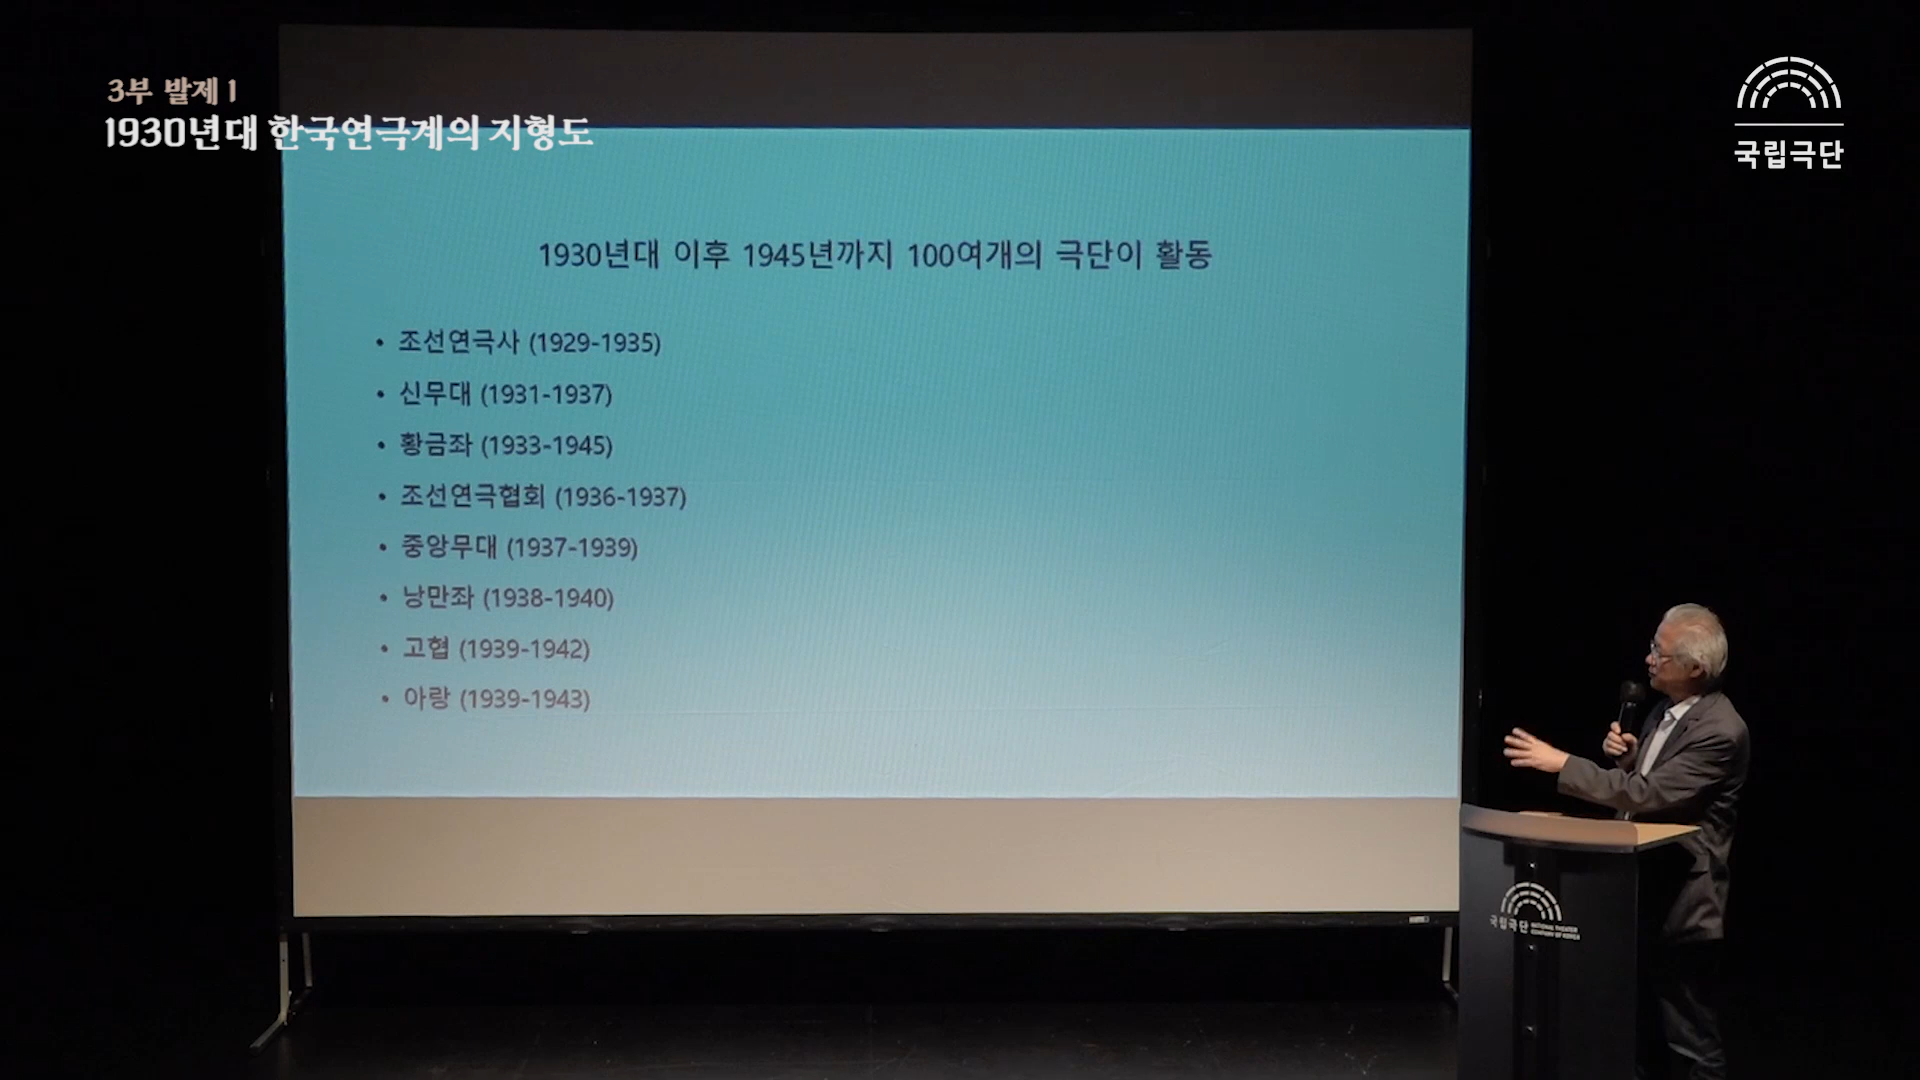 3부 발제 1
1930년대 한국연극계의 지형도
국립극단
1930년대 이후 1945년까지 100여개의 극단이 활동
• 조선연극사 (1929-1935)
• 신무대 (1931-1937)
• 황금좌 (1933-1945)
• 조선연극협회 (1936-1937)
• 중앙무대 (1937-1939)
• 낭만좌 (1938-1940)
• 고협 (1939-1942)
• 아랑 (1939-1943)
국립극단 NATIONAL THEATER
COMPANY OF KOREA